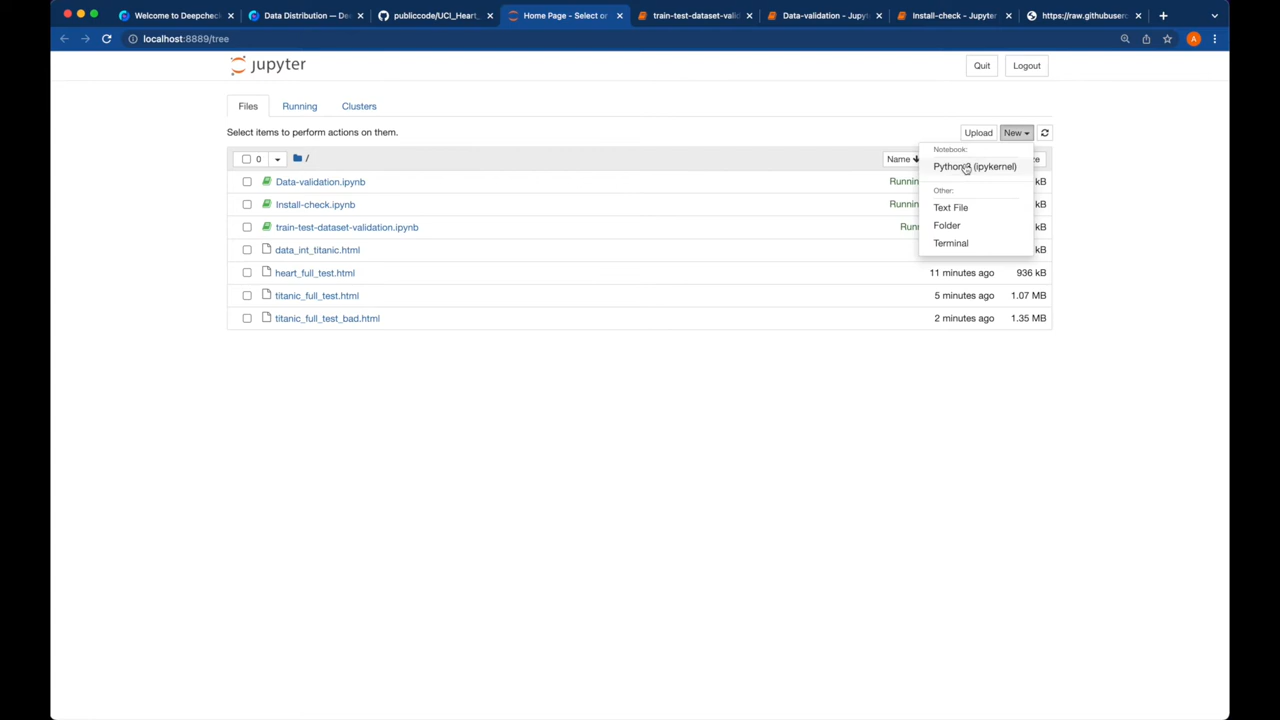 Welcome to Deepcheck
Data Distribution — De
publiccode/UCI_Heart_
Home Page - Select or
train-test-dataset-valid
Data-validation - Jupyt
Install-check - Jupyter
https://raw.githubuserc
localhost:8889/tree
A
jupyter
Quit
Logout
Files
Running
Clusters
Select items to perform actions on them.
Upload
New
0
/
Name
Notebook:
Python 3 (ipykernel)
Other:
Text File
Folder
Terminal
Data-validation.ipynb
Runnin
kB
Install-check.ipynb
Runnin
kB
train-test-dataset-validation.ipynb
Runn
kB
data_int_titanic.html
kB
heart_full_test.html
11 minutes ago
936 kB
titanic_full_test.html
5 minutes ago
1.07 MB
titanic_full_test_bad.html
2 minutes ago
1.35 MB